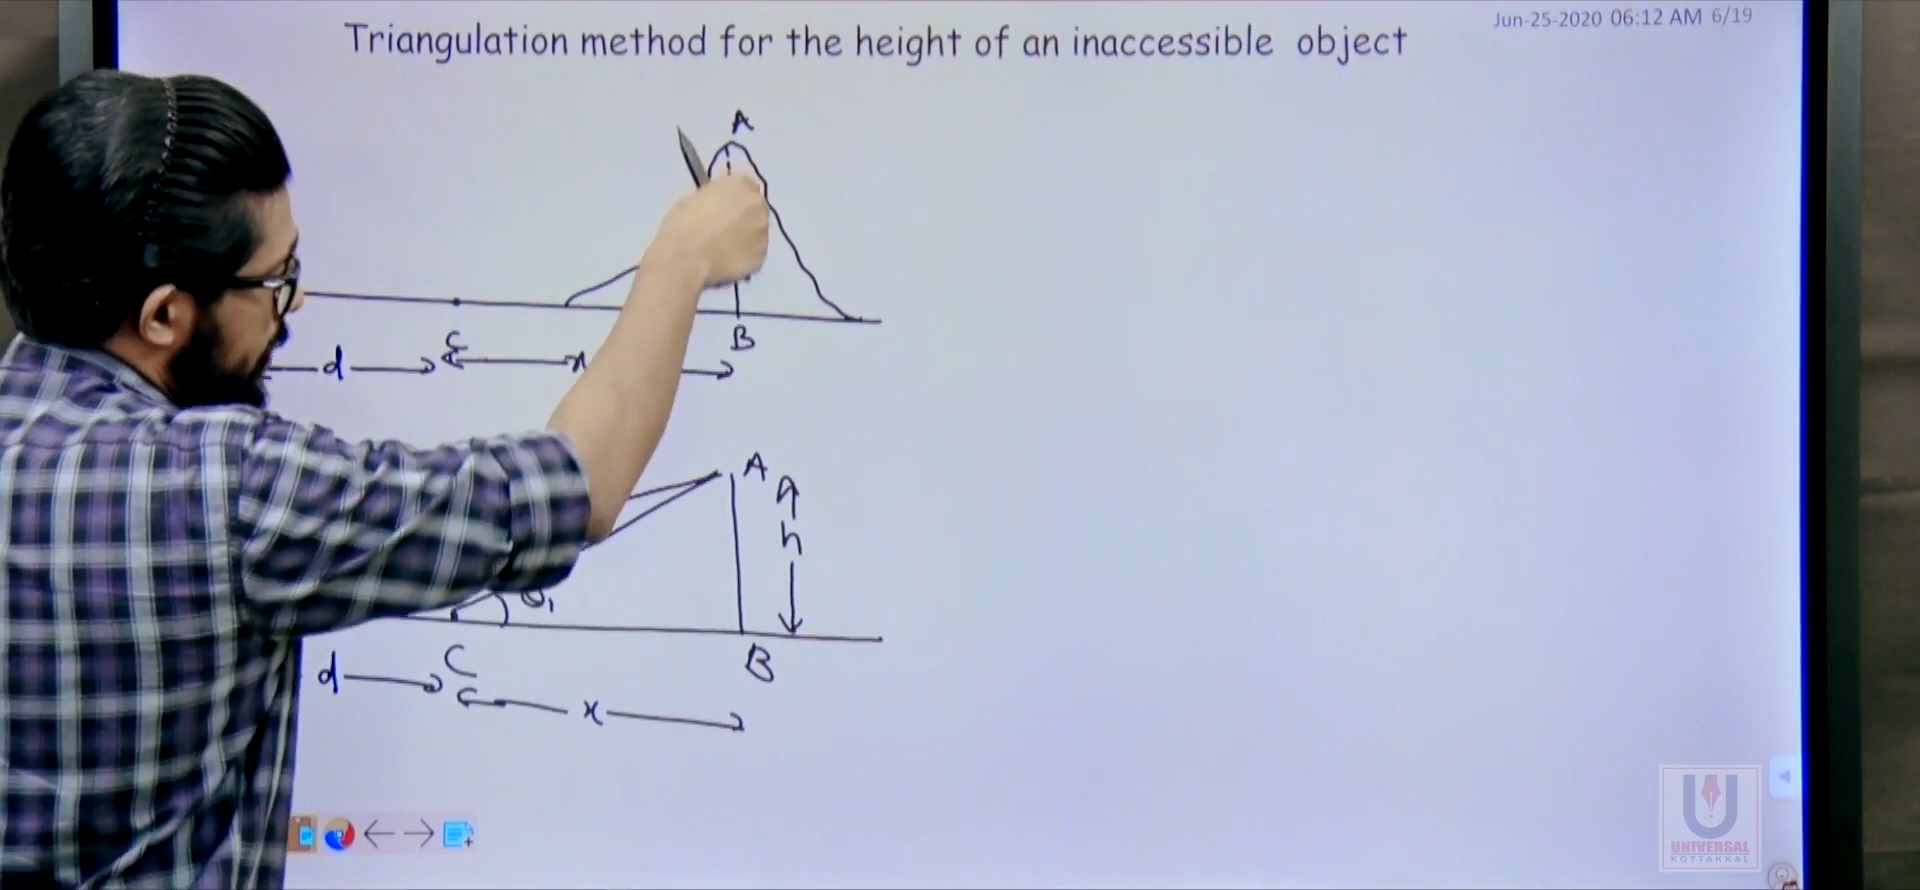 Jun-25-2020 06:12 AM 6/19
Triangulation method for the height of an inaccessible object
A
C
B
d
x
A
h
θ₁
C
B
d
x
UNIVERSAL
KOTTAKKAL